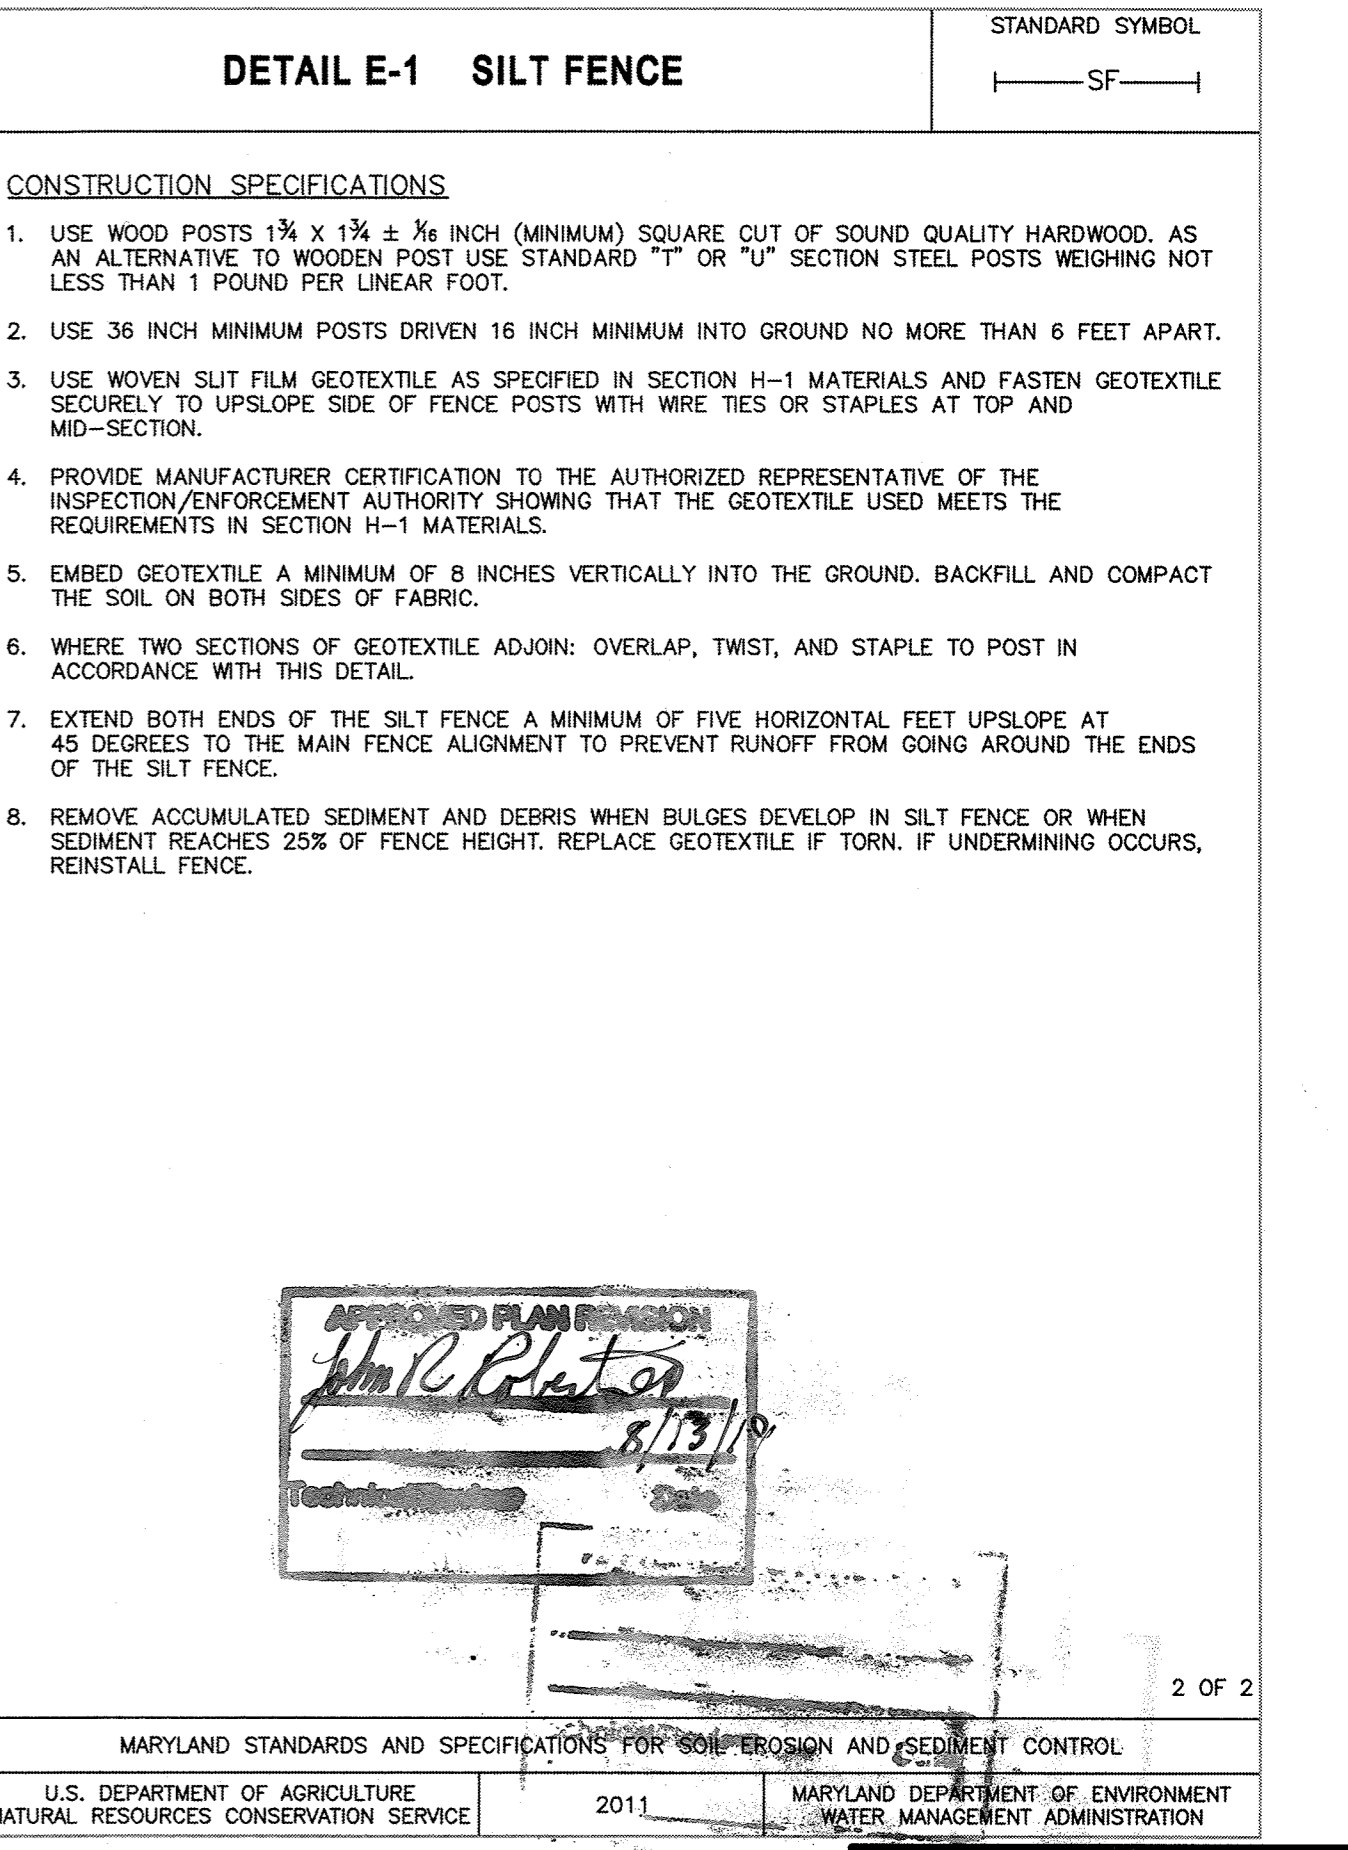 DETAIL E-1 SILT FENCE
STANDARD SYMBOL
SF
CONSTRUCTION SPECIFICATIONS
1. USE WOOD POSTS 1¾ X 1¾ ± 1/16 INCH (MINIMUM) SQUARE CUT OF SOUND QUALITY HARDWOOD. AS
AN ALTERNATIVE TO WOODEN POST USE STANDARD "T" OR "U" SECTION STEEL POSTS WEIGHING NOT
LESS THAN 1 POUND PER LINEAR FOOT.
2. USE 36 INCH MINIMUM POSTS DRIVEN 16 INCH MINIMUM INTO GROUND NO MORE THAN 6 FEET APART.
3. USE WOVEN SLIT FILM GEOTEXTILE AS SPECIFIED IN SECTION H-1 MATERIALS AND FASTEN GEOTEXTILE
SECURELY TO UPSLOPE SIDE OF FENCE POSTS WITH WIRE TIES OR STAPLES AT TOP AND
MID-SECTION.
4. PROVIDE MANUFACTURER CERTIFICATION TO THE AUTHORIZED REPRESENTATIVE OF THE
INSPECTION/ENFORCEMENT AUTHORITY SHOWING THAT THE GEOTEXTILE USED MEETS THE
REQUIREMENTS IN SECTION H-1 MATERIALS.
5. EMBED GEOTEXTILE A MINIMUM OF 8 INCHES VERTICALLY INTO THE GROUND. BACKFILL AND COMPACT
THE SOIL ON BOTH SIDES OF FABRIC.
6. WHERE TWO SECTIONS OF GEOTEXTILE ADJOIN: OVERLAP, TWIST, AND STAPLE TO POST IN
ACCORDANCE WITH THIS DETAIL.
7. EXTEND BOTH ENDS OF THE SILT FENCE A MINIMUM OF FIVE HORIZONTAL FEET UPSLOPE AT
45 DEGREES TO THE MAIN FENCE ALIGNMENT TO PREVENT RUNOFF FROM GOING AROUND THE ENDS
OF THE SILT FENCE.
8. REMOVE ACCUMULATED SEDIMENT AND DEBRIS WHEN BULGES DEVELOP IN SILT FENCE OR WHEN
SEDIMENT REACHES 25% OF FENCE HEIGHT. REPLACE GEOTEXTILE IF TORN. IF UNDERMINING OCCURS,
REINSTALL FENCE.
APPROVED PLAN REVISION
John R
8/13/19
Technical Review Date
2 OF 2
MARYLAND STANDARDS AND SPECIFICATIONS FOR SOIL EROSION AND SEDIMENT CONTROL
U.S. DEPARTMENT OF AGRICULTURE
NATURAL RESOURCES CONSERVATION SERVICE
2011
MARYLAND DEPARTMENT OF ENVIRONMENT
WATER MANAGEMENT ADMINISTRATION